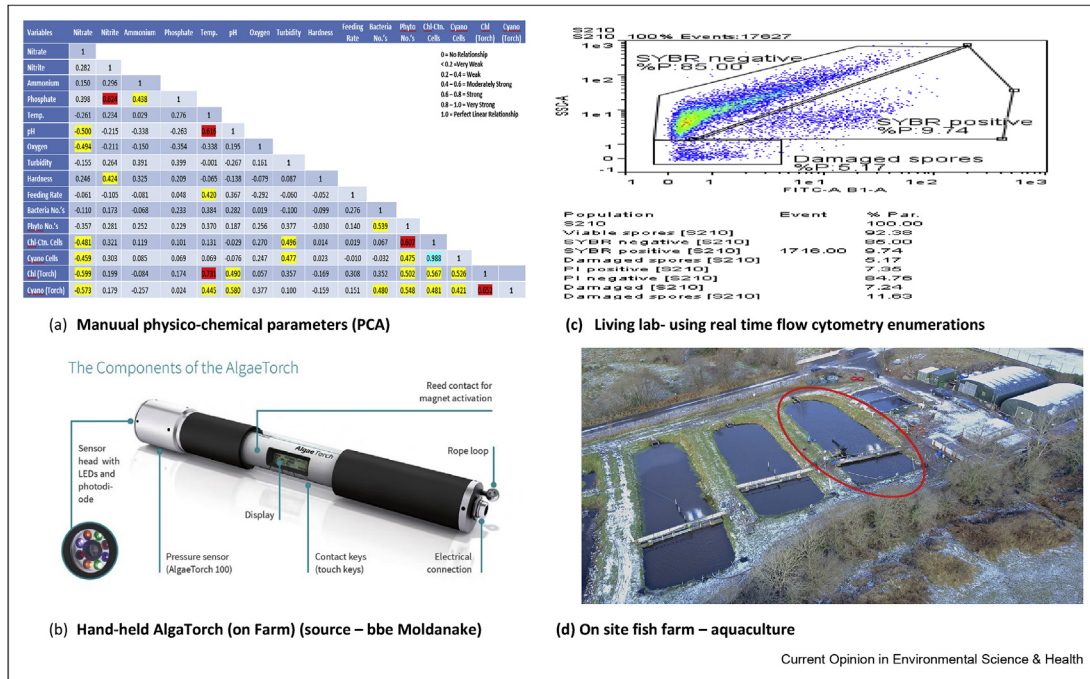 Variables Nitrate Nitrite Ammonium Phosphate Temp. pH Oxygen Turbidity Hardness Feeding Rate Bacteria No.'s Phyto No.'s Chl-Ctn. Cells Cyano Cells Chl (Torch) Cyano (Torch)
Nitrate 1
Nitrite 0.282 1
Ammonium 0.150 0.296 1
Phosphate 0.398 0.624 0.438 1
Temp. -0.261 0.234 0.029 0.276 1
pH -0.500 -0.215 -0.338 -0.263 0.616 1
Oxygen -0.494 -0.211 -0.150 -0.354 -0.338 0.195 1
Turbidity -0.155 0.264 0.391 0.399 -0.001 -0.267 0.161 1
Hardness 0.246 0.424 0.325 0.209 -0.065 -0.138 -0.079 0.087 1
Feeding Rate -0.061 -0.105 -0.081 0.048 0.420 0.367 -0.292 -0.060 -0.052 1
Bacteria No.'s -0.110 0.173 -0.068 0.233 0.384 0.282 0.019 -0.100 -0.099 0.276 1
Phyto No.'s -0.357 0.281 0.252 0.229 0.370 0.187 0.256 0.377 -0.030 0.140 0.539 1
Chl-Ctn. Cells -0.481 0.321 0.119 0.101 0.131 -0.029 0.270 0.496 0.014 0.019 0.067 0.607 1
Cyano Cells -0.459 0.303 0.085 0.069 0.069 -0.076 0.247 0.477 0.023 -0.010 -0.032 0.475 0.988 1
Chl (Torch) -0.599 0.199 -0.084 0.174 0.490 0.057 0.357 -0.169 0.308 0.352 0.502 0.567 0.526 1
Cyano (Torch) -0.573 0.179 -0.257 0.024 0.445 0.580 0.377 0.100 -0.159 0.151 0.480 0.548 0.481 0.421 1
0 = No Relationship
< 0.2 =Very Weak
0.2 – 0.4 = Weak
0.4 – 0.6 = Moderately Strong
0.6 – 0.8 = Strong
0.8 – 1.0 = Very Strong
1.0 = Perfect Linear Relationship
(a) Manuual physico-chemical parameters (PCA)
S210
S210 100% Events:17627
SYBR negative
%P:85.00
SYBR positive
%P:9.74
Damaged spores
%P:5.17
SSC-A
1e3
1e2
1e1
1
0
-1
-1 0 1 1e1 1e2 1e3
FITC-A B1-A
Population Event % Par.
S210 100.00
Viable spores [S210] 92.38
SYBR negative [S210] 85.00
SYBR positive [S210] 1716.00 9.74
Damaged spores [S210] 5.17
PI positive [S210] 7.35
PI negative [S210] 84.76
Damaged [S210] 7.24
Damaged spores [S210] 11.63
(c) Living lab- using real time flow cytometry enumerations
The Components of the AlgaeTorch
Reed contact for
magnet activation
Rope loop
AlgaeTorch
Sensor
head with
LEDs and
photodi-
ode
Display
Pressure sensor
(AlgaeTorch 100)
Contact keys
(touch keys)
Electrical
connection
(b) Hand-held AlgaTorch (on Farm) (source – bbe Moldanake)
(d) On site fish farm – aquaculture
Current Opinion in Environmental Science & Health